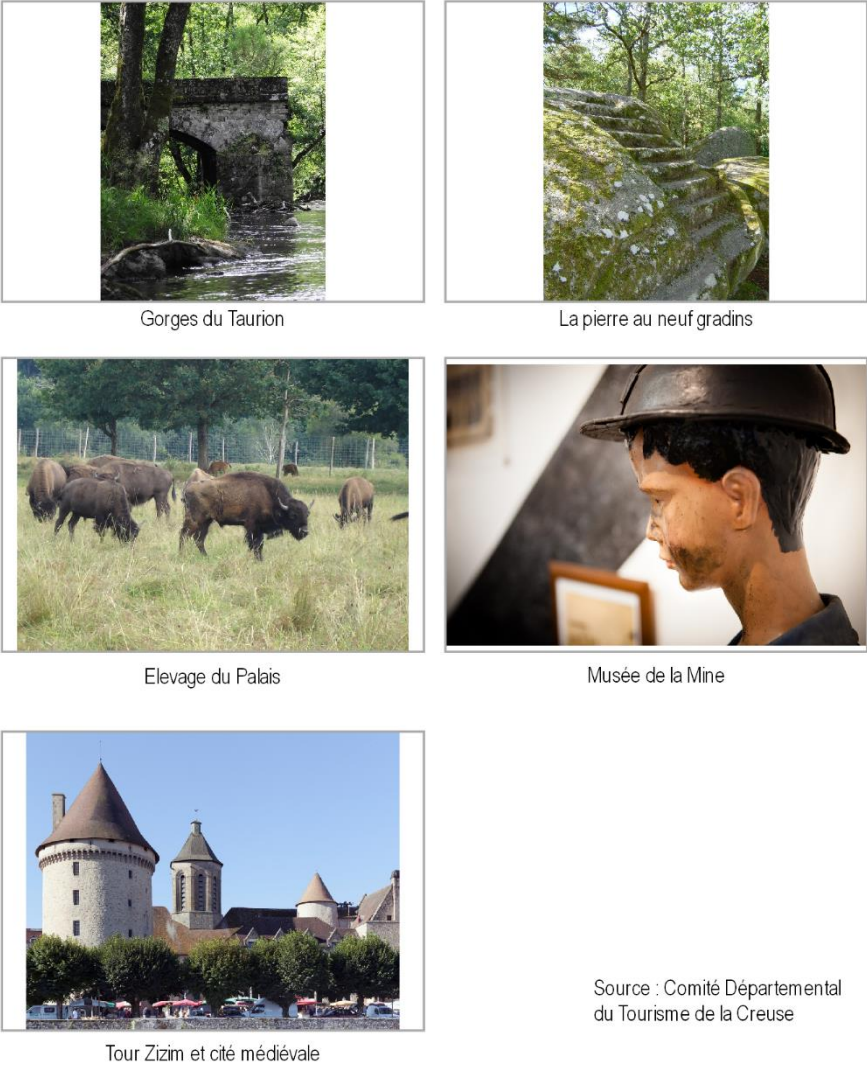 Gorges du Taurion
La pierre au neuf gradins
Elevage du Palais
Musée de la Mine
Tour Zizim et cité médiévale
Source : Comité Départemental
du Tourisme de la Creuse